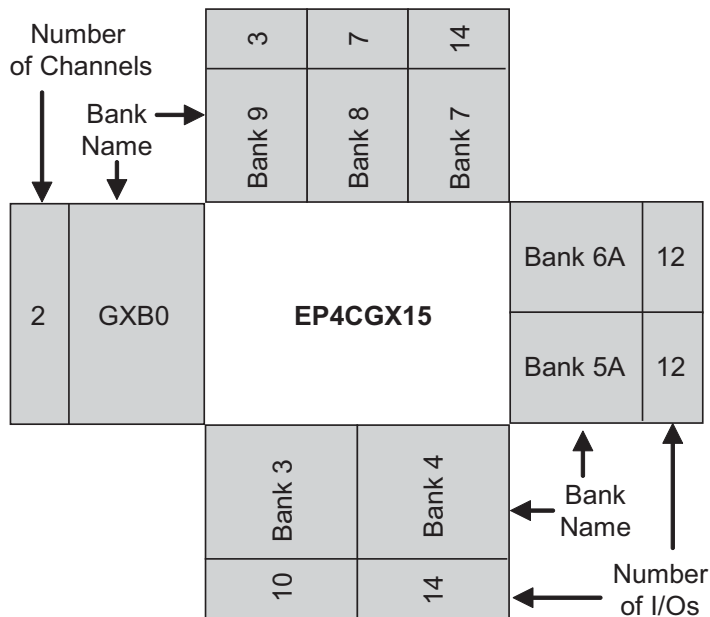 Number
of Channels
Bank
Name
3
7
14
Bank 9
Bank 8
Bank 7
2
GXB0
EP4CGX15
Bank 6A
12
Bank 5A
12
Bank 3
Bank 4
10
14
Bank
Name
Number
of I/Os